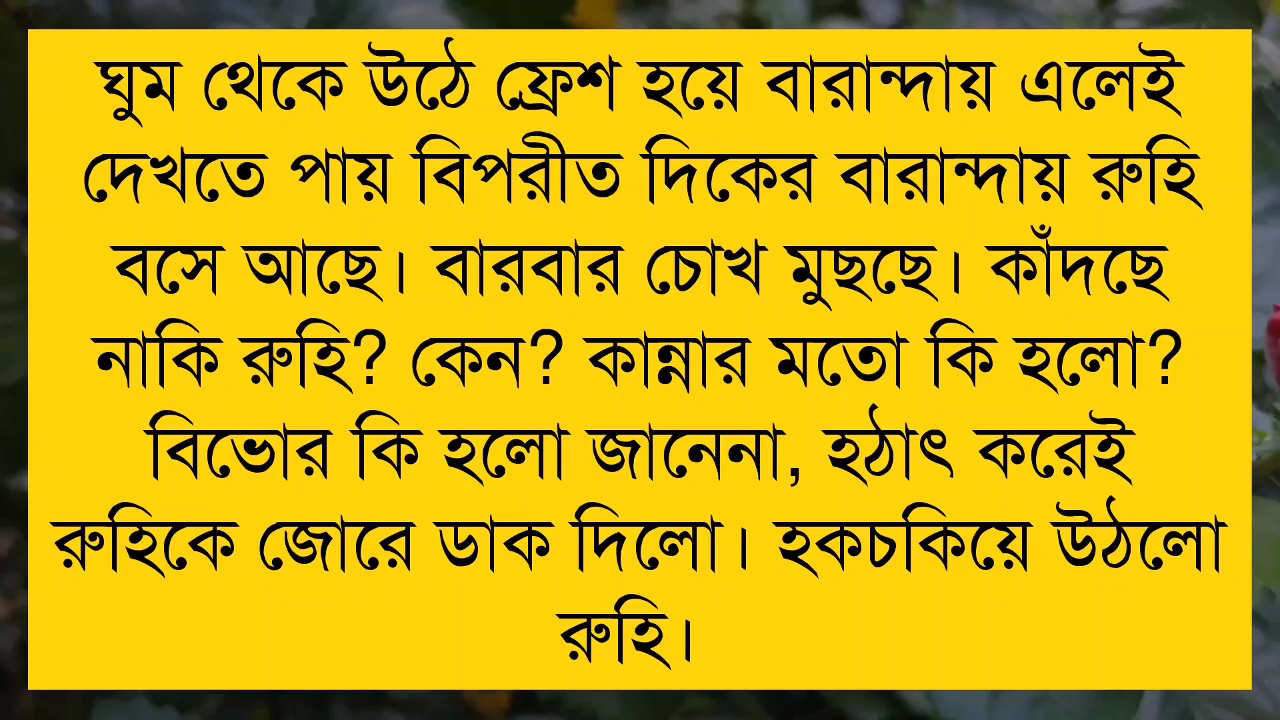 ঘুম থেকে উঠে ফ্রেশ হয়ে বারান্দায় এলেই
দেখতে পায় বিপরীত দিকের বারান্দায় রুহি
বসে আছে। বারবার চোখ মুছছে। কাঁদছে
নাকি রুহি? কেন? কান্নার মতো কি হলো?
বিভোর কি হলো জানেনা, হঠাৎ করেই
রুহিকে জোরে ডাক দিলো। হকচকিয়ে উঠলো
রুহি।